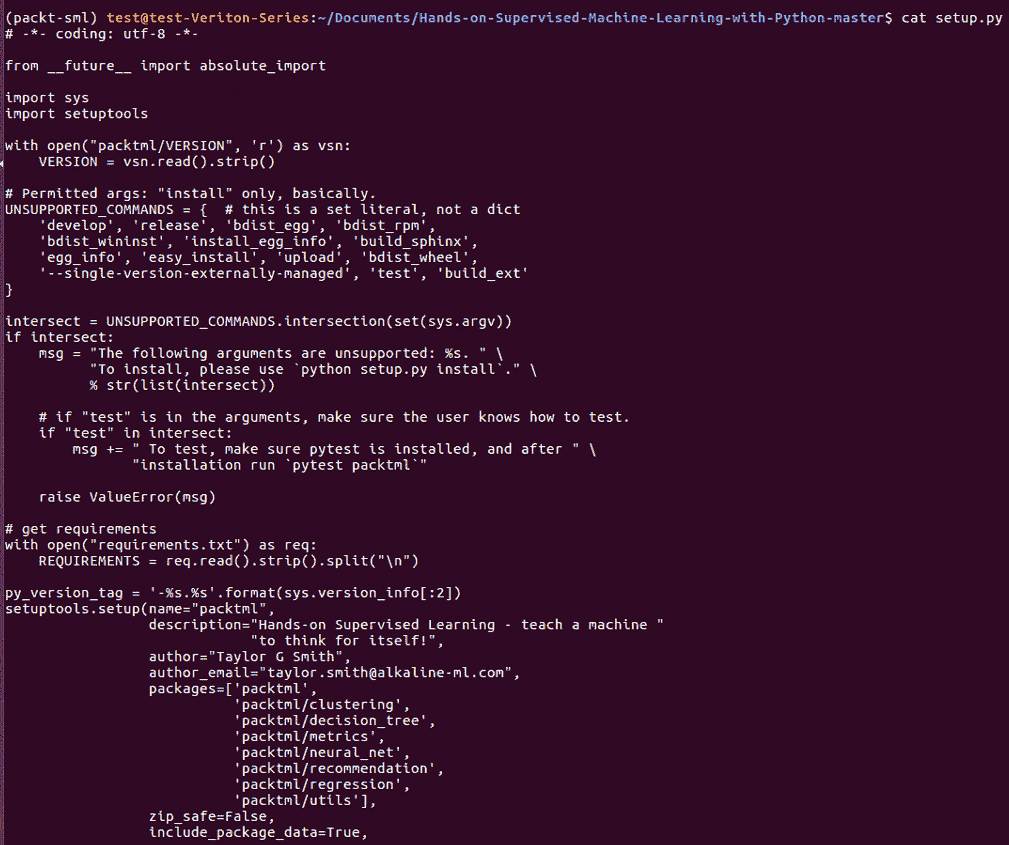 (packt-sml) test@test-Veriton-Series:~/Documents/Hands-on-Supervised-Machine-Learning-with-Python-master$ cat setup.py
# -*- coding: utf-8 -*-

from __future__ import absolute_import

import sys
import setuptools

with open("packtml/VERSION", 'r') as vsn:
    VERSION = vsn.read().strip()

# Permitted args: "install" only, basically.
UNSUPPORTED_COMMANDS = {  # this is a set literal, not a dict
    'develop', 'release', 'bdist_egg', 'bdist_rpm',
    'bdist_wininst', 'install_egg_info', 'build_sphinx',
    'egg_info', 'easy_install', 'upload', 'bdist_wheel',
    '--single-version-externally-managed', 'test', 'build_ext'
}

intersect = UNSUPPORTED_COMMANDS.intersection(set(sys.argv))
if intersect:
    msg = "The following arguments are unsupported: %s. " \
          "To install, please use `python setup.py install`." \
          % str(list(intersect))

    # if "test" is in the arguments, make sure the user knows how to test.
    if "test" in intersect:
        msg += " To test, make sure pytest is installed, and after " \
               "installation run `pytest packtml`"

    raise ValueError(msg)

# get requirements
with open("requirements.txt") as req:
    REQUIREMENTS = req.read().strip().split("\n")

py_version_tag = '-%s.%s'.format(sys.version_info[:2])
setuptools.setup(name="packtml",
                 description="Hands-on Supervised Learning - teach a machine "
                             "to think for itself!",
                 author="Taylor G Smith",
                 author_email="taylor.smith@alkaline-ml.com",
                 packages=['packtml',
                           'packtml/clustering',
                           'packtml/decision_tree',
                           'packtml/metrics',
                           'packtml/neural_net',
                           'packtml/recommendation',
                           'packtml/regression',
                           'packtml/utils'],
                 zip_safe=False,
                 include_package_data=True,